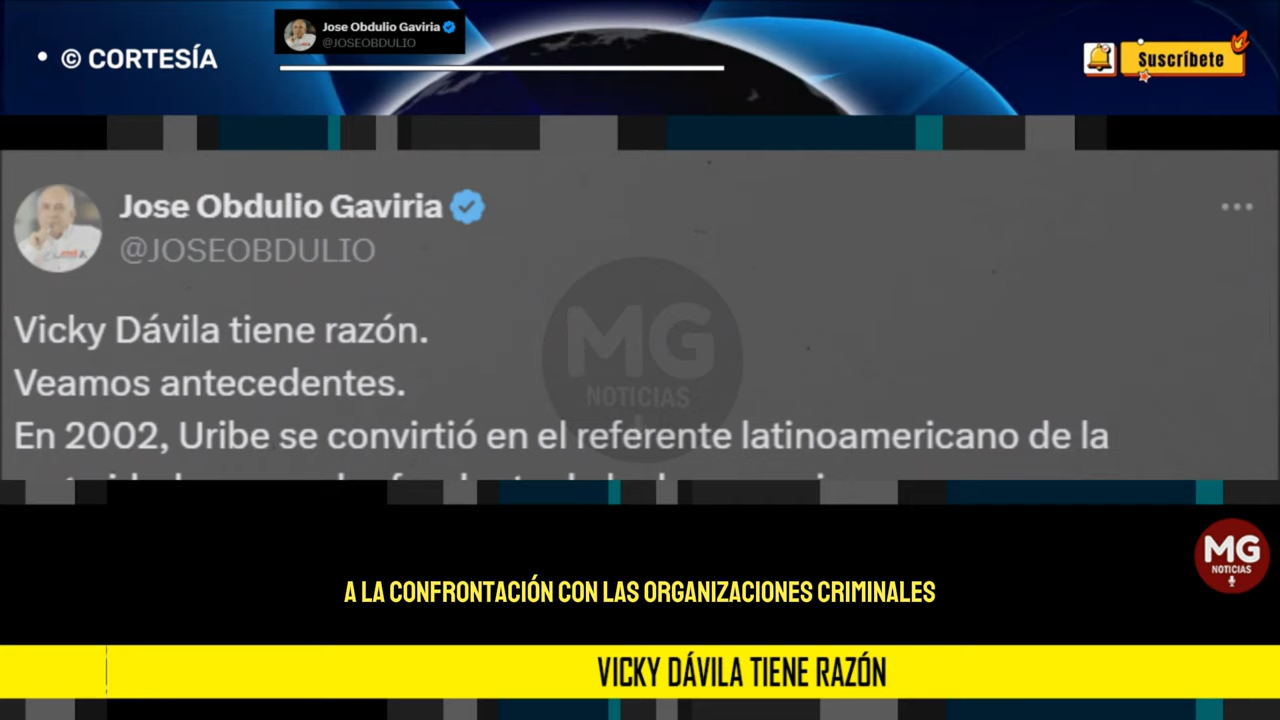 Jose Obdulio Gaviria
@JOSEOBDULIO
• © CORTESÍA
Suscríbete
Jose Obdulio Gaviria
@JOSEOBDULIO
Vicky Dávila tiene razón.
Veamos antecedentes.
En 2002, Uribe se convirtió en el referente latinoamericano de la
MG
NOTICIAS
MG
NOTICIAS
A LA CONFRONTACIÓN CON LAS ORGANIZACIONES CRIMINALES
VICKY DÁVILA TIENE RAZÓN